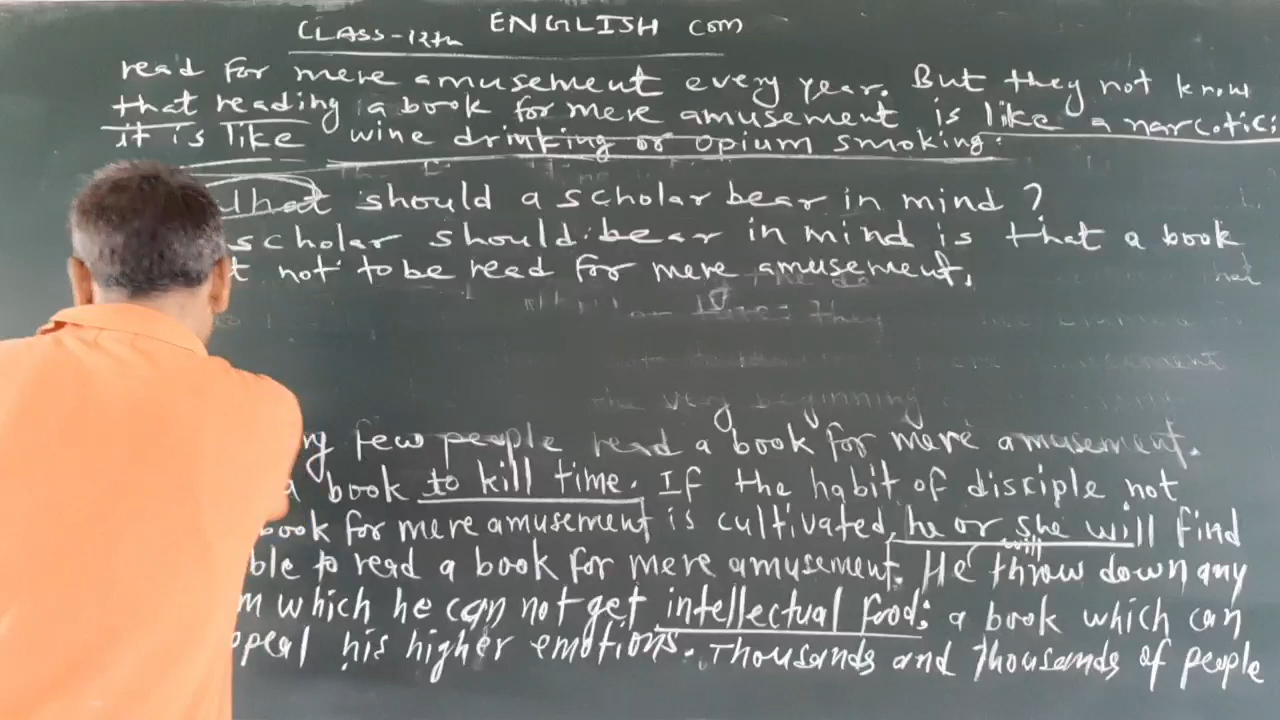 CLASS-12th ENGLISH COM
read for mere amusement every year. But they not know
that reading a book for mere amusement is like a narcotic;
it is like wine drinking or opium smoking.
What should a scholar bear in mind ?
scholar should bear in mind is that a book
not to be read for mere amusement.
the very beginning
few people read a book for mere amusement.
a book to kill time. If the habit of disciple not
book for mere amusement is cultivated, he or she will find
to read a book for mere amusement. He will throw down any
which he can not get intellectual food; a book which can
his higher emotions. Thousands and thousands of people